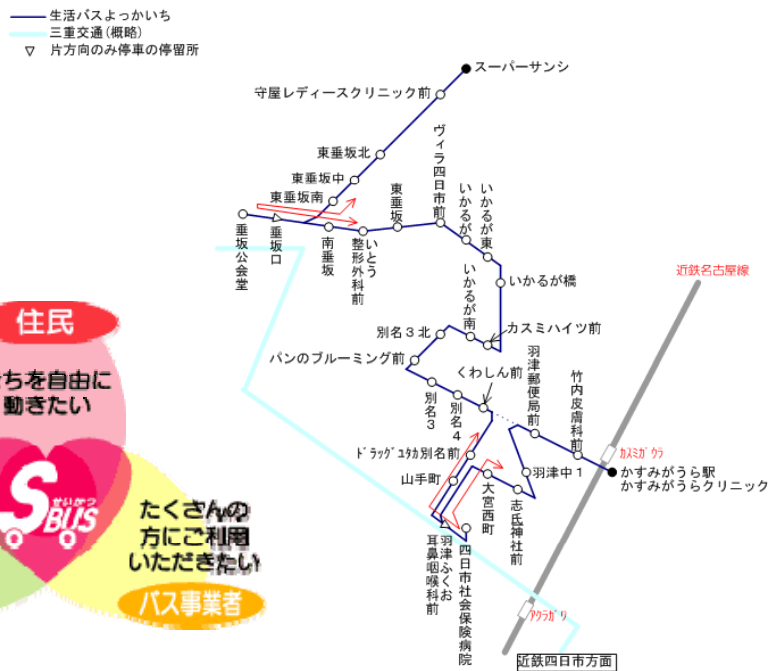 生活バスよっかいち
三重交通(概略)
▽ 片方向のみ停車の停留所
スーパーサンシ
守屋レディースクリニック前
東垂坂北
東垂坂中
東垂坂南
垂坂公会堂
垂坂口
南垂坂
いとう
整形外科前
東垂坂
ヴィラ四日市前
いかるが
いかるが東
いかるが橋
いかるが南
カスミハイツ前
別名3北
パンのブルーミング前
別名3
別名4
くわしん前
羽津郵便局前
竹内皮膚科前
近鉄名古屋線
カスミガウラ
かすみがうら駅
かすみがうらクリニック
ドラッグユタカ別名前
山手町
羽津ふくお
耳鼻咽喉科前
四日市社会保険病院
大宮西町
志氐神社前
羽津中1
アクラガワ
近鉄四日市方面
住民
ちを自由に
動きたい
せいかつ
SBUS
たくさんの
方にご利用
いただきたい
バス事業者